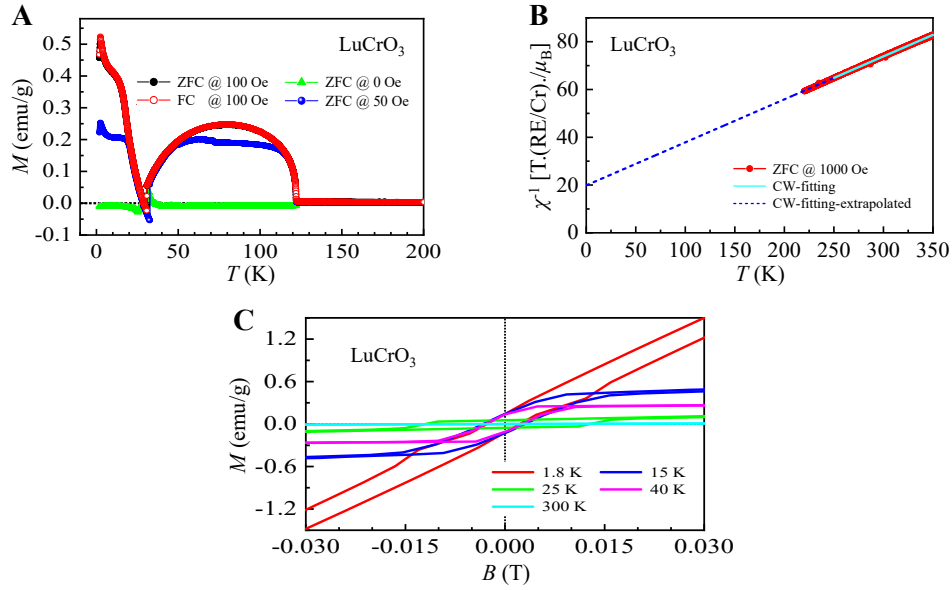 A
LuCrO3
ZFC @ 100 Oe
ZFC @ 0 Oe
FC @ 100 Oe
ZFC @ 50 Oe
M (emu/g)
0.6
0.5
0.4
0.3
0.2
0.1
0.0
-0.1
0 50 100 150 200
T (K)
B
LuCrO3
χ-1 [T.(RE/Cr)./μB]
80
60
40
20
0
ZFC @ 1000 Oe
CW-fitting
CW-fitting-extrapolated
0 50 100 150 200 250 300 350
T (K)
C
LuCrO3
M (emu/g)
1.2
0.6
0.0
-0.6
-1.2
1.8 K
15 K
25 K
40 K
300 K
-0.030 -0.015 0.000 0.015 0.030
B (T)